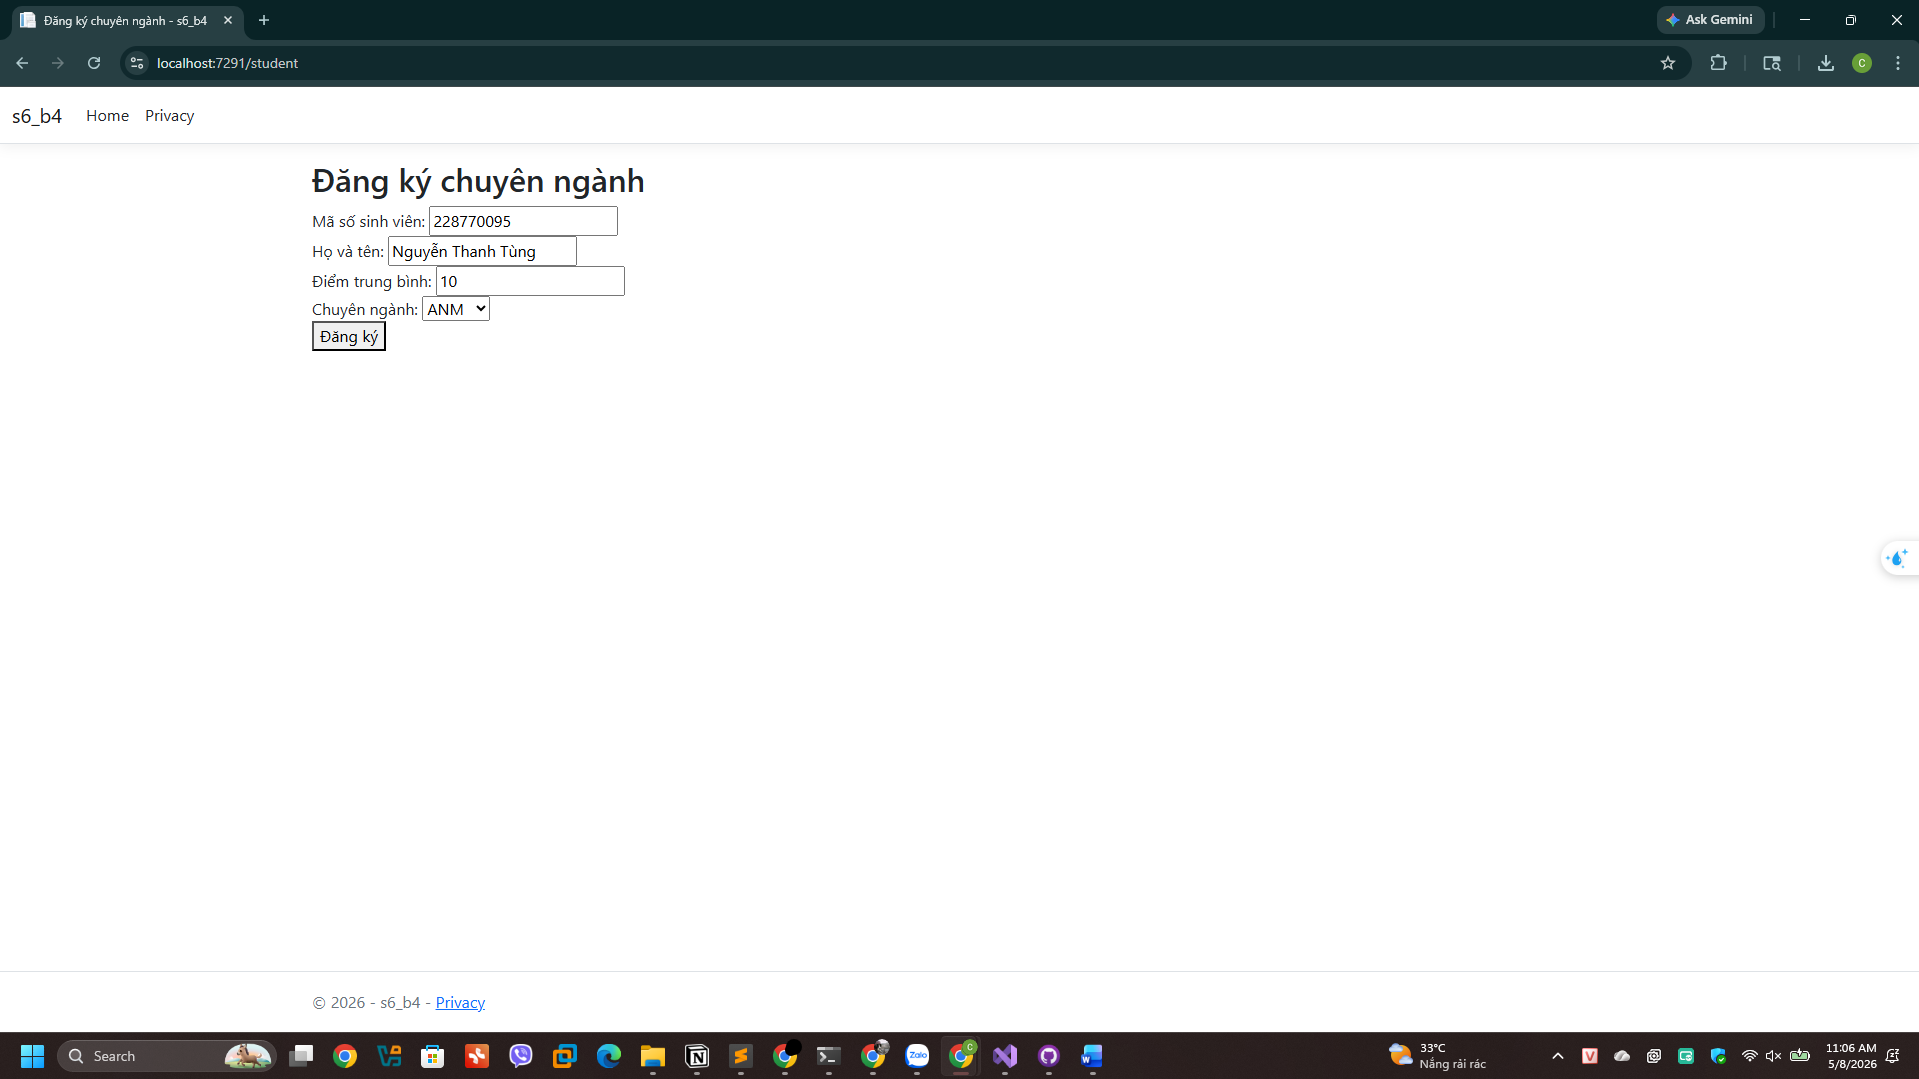 Đăng ký chuyên ngành - s6_b4
Ask Gemini
localhost:7291/student
C
s6_b4 Home Privacy
Đăng ký chuyên ngành
Mã số sinh viên: 228770095
Họ và tên: Nguyễn Thanh Tùng
Điểm trung bình: 10
Chuyên ngành: ANM
Đăng ký
© 2026 - s6_b4 - Privacy
Search
Zalo
C
33°C
Nắng rải rác
11:06 AM
5/8/2026